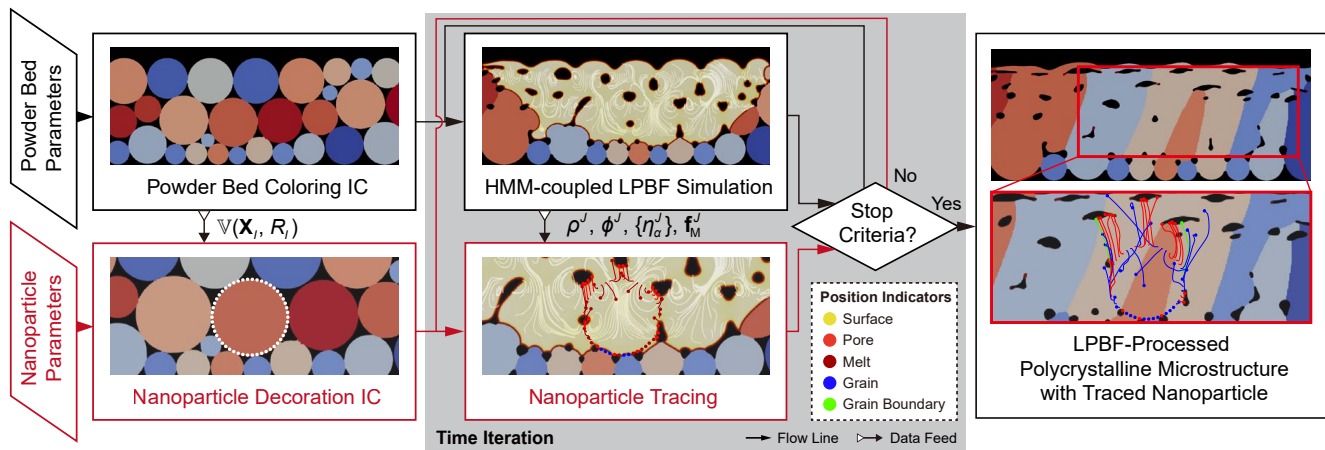 Powder Bed
Parameters
Powder Bed Coloring IC
HMM-coupled LPBF Simulation
No
Yes
Stop
Criteria?
𝕍(𝐗_I, R_I)
ρ^J, ϕ^J, {η_α^J}, 𝐟_M^J
Nanoparticle
Parameters
Nanoparticle Decoration IC
Nanoparticle Tracing
Position Indicators
Surface
Pore
Melt
Grain
Grain Boundary
LPBF-Processed
Polycrystalline Microstructure
with Traced Nanoparticle
Time Iteration
Flow Line
Data Feed